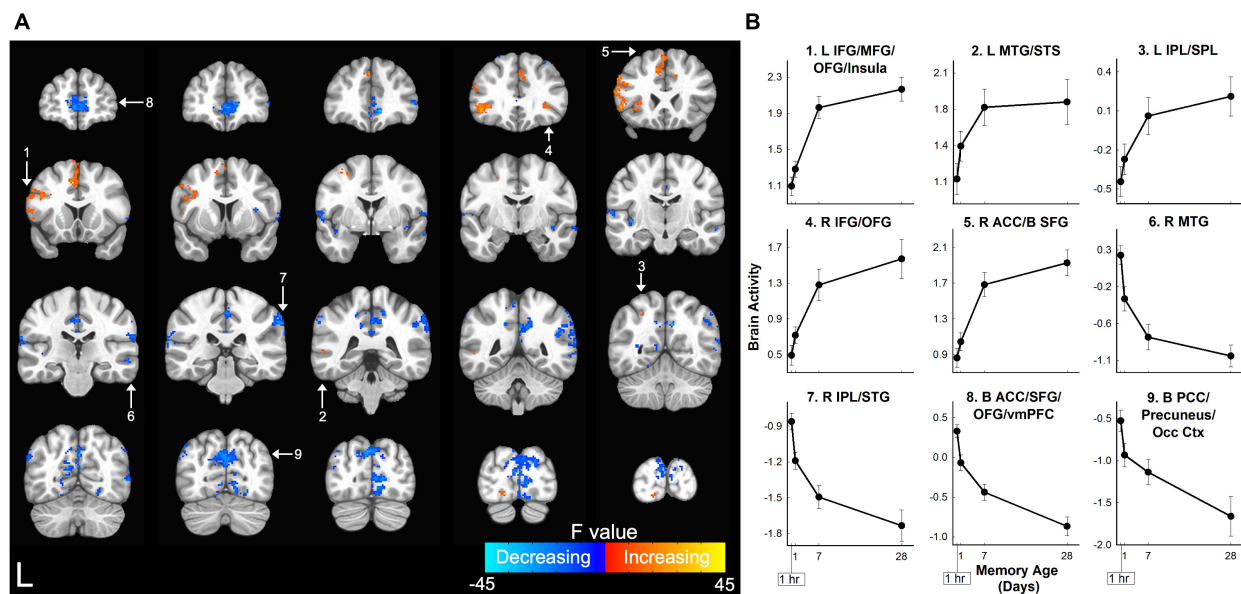 A
5
8
4
1
3
7
6
2
9
F value
Decreasing
Increasing
-45
45
L
B
1. L IFG/MFG/
OFG/Insula
2.3
1.9
1.5
1.1
2. L MTG/STS
2.1
1.8
1.4
1.1
3. L IPL/SPL
0.4
0.1
-0.2
-0.5
4. R IFG/OFG
1.7
1.3
0.9
0.5
5. R ACC/B SFG
2.1
1.7
1.3
0.9
6. R MTG
0.3
-0.2
-0.6
-1.1
7. R IPL/STG
-0.9
-1.2
-1.5
-1.8
8. B ACC/SFG/
OFG/vmPFC
0.5
0.0
-0.5
-1.0
9. B PCC/
Precuneus/
Occ Ctx
-0.5
-1.0
-1.5
-2.0
Brain Activity
1 7 28
1 7 28
1 7 28
1 hr
1 hr
1 hr
Memory Age
(Days)